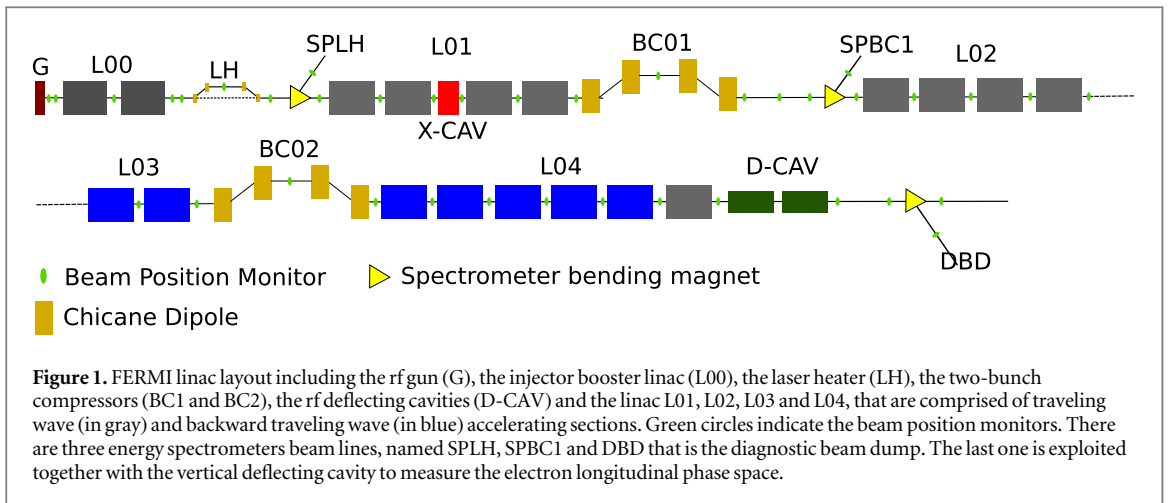 SPLH
L01
BC01
SPBC1
L02
G
L00
LH
X-CAV
L03
BC02
L04
D-CAV
DBD
Beam Position Monitor
Spectrometer bending magnet
Chicane Dipole
Figure 1. FERMI linac layout including the rf gun (G), the injector booster linac (L00), the laser heater (LH), the two-bunch
compressors (BC1 and BC2), the rf deflecting cavities (D-CAV) and the linac L01, L02, L03 and L04, that are comprised of traveling
wave (in gray) and backward traveling wave (in blue) accelerating sections. Green circles indicate the beam position monitors. There
are three energy spectrometers beam lines, named SPLH, SPBC1 and DBD that is the diagnostic beam dump. The last one is exploited
together with the vertical deflecting cavity to measure the electron longitudinal phase space.